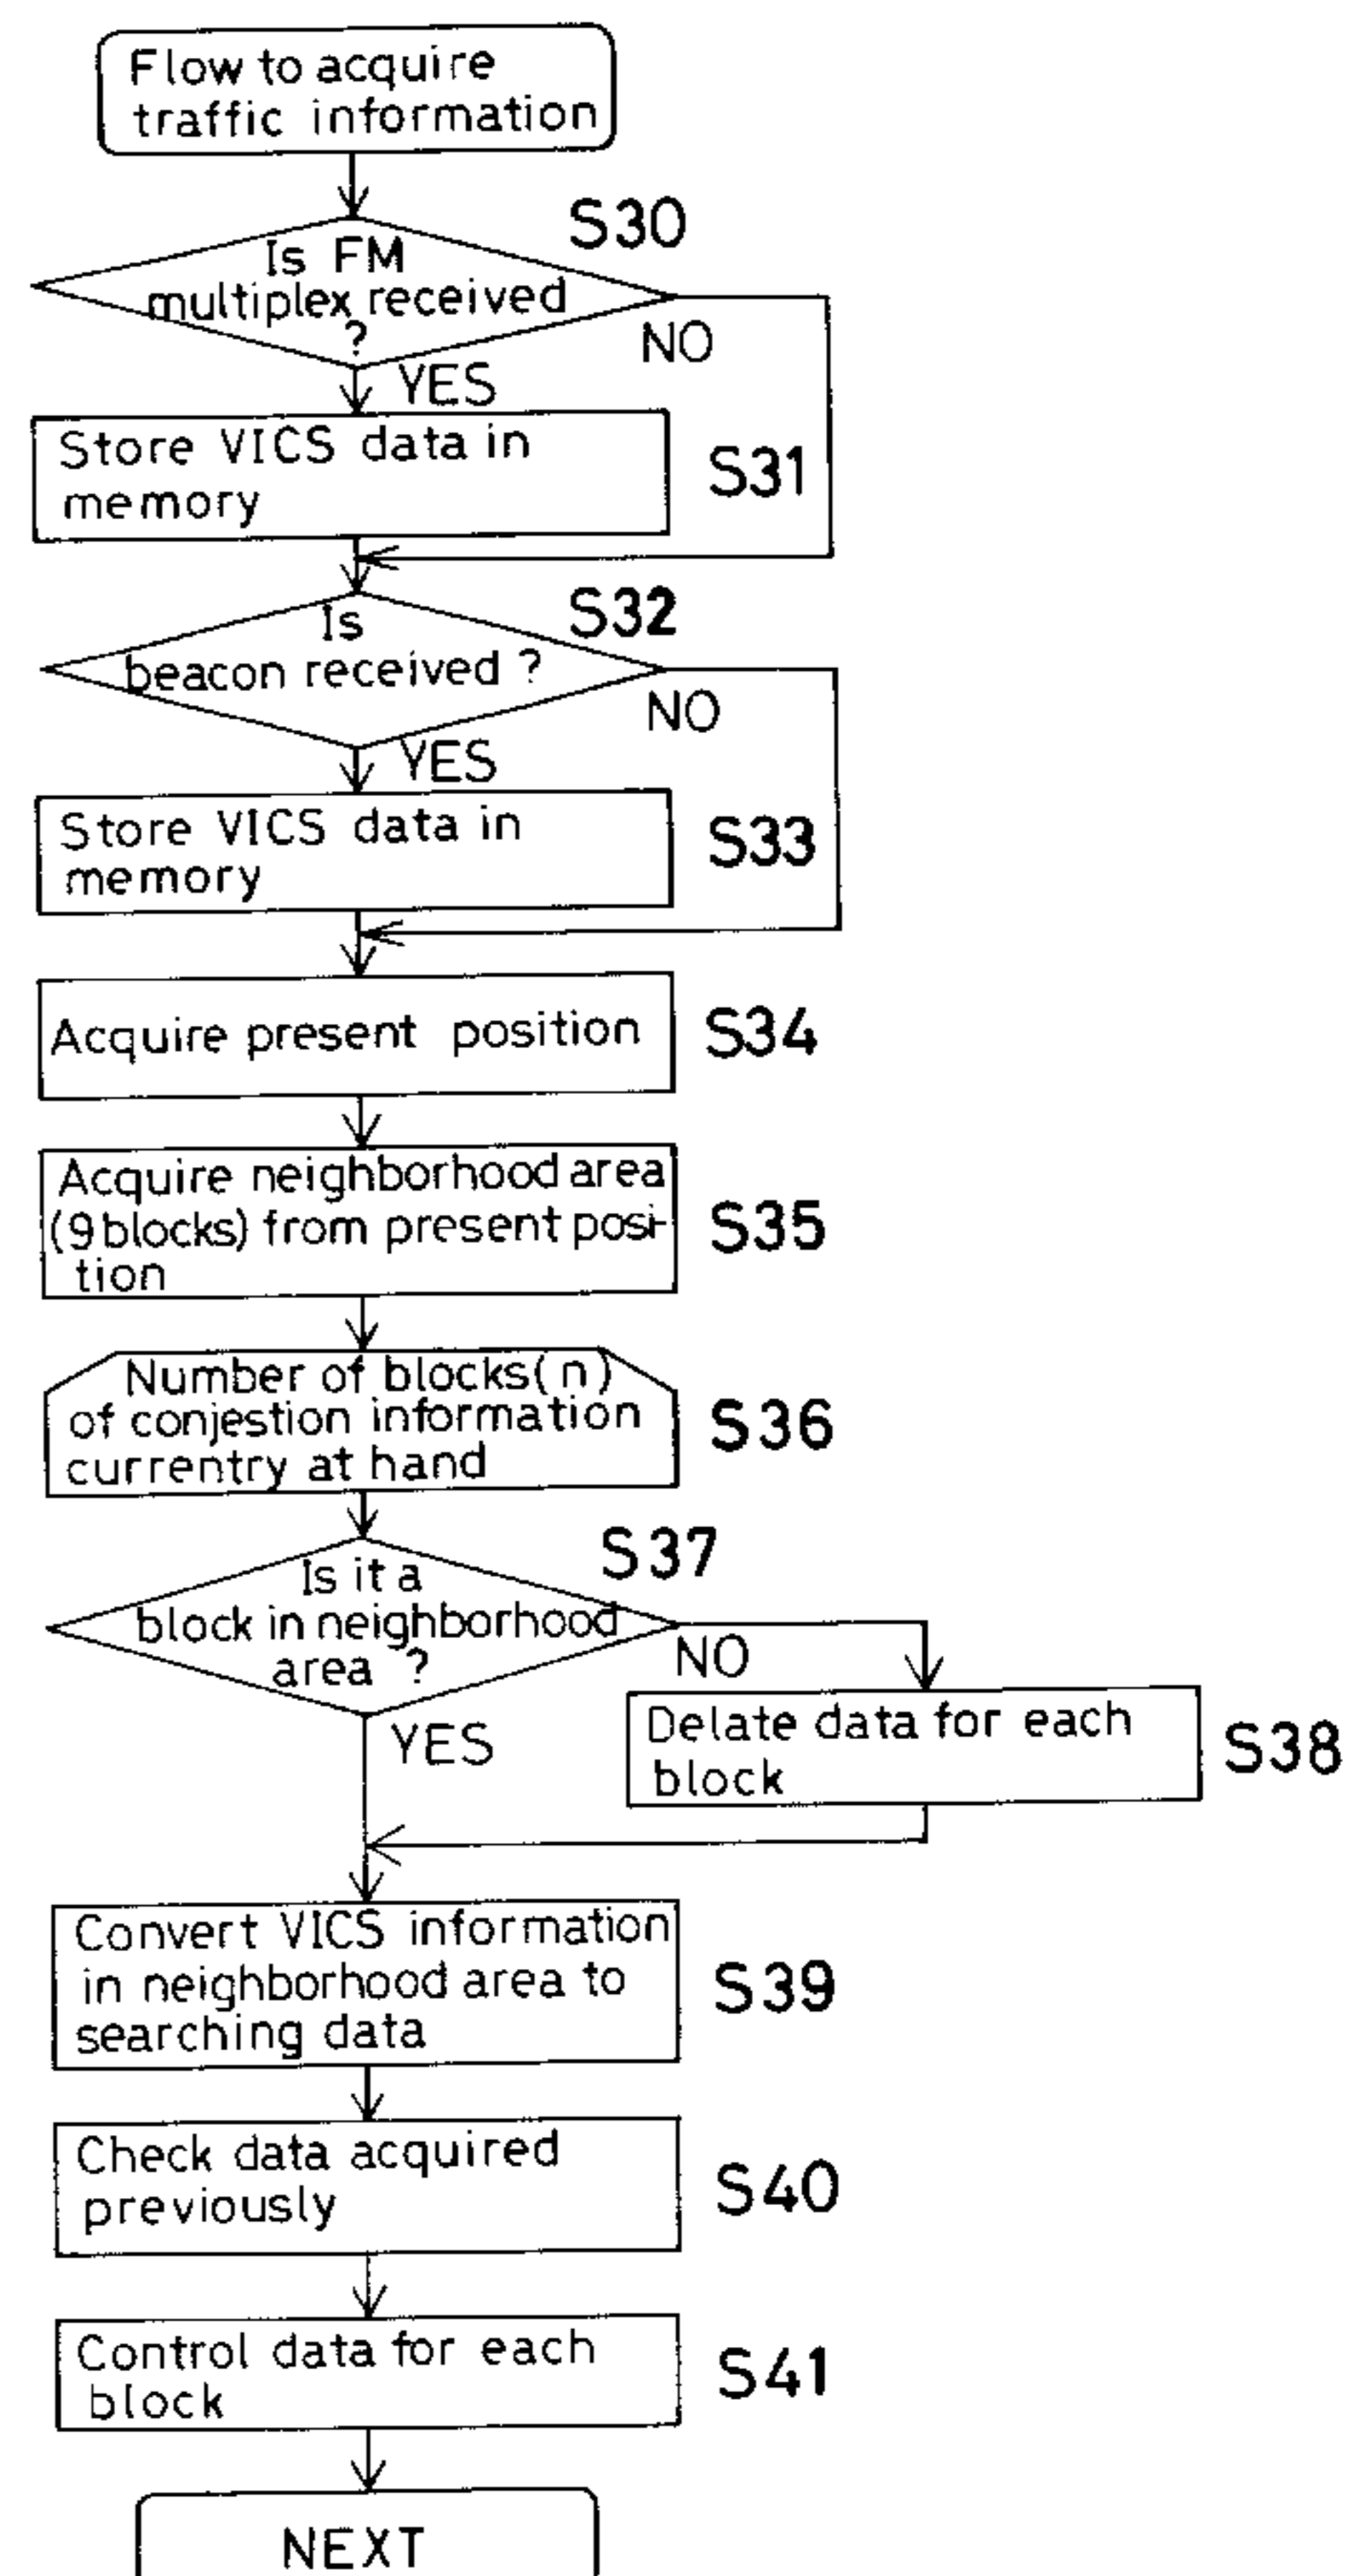 Flow to acquire
traffic information
S30
Is FM
multiplex received
?
NO
YES
Store VICS data in
memory
S31
S32
Is
beacon received ?
NO
YES
Store VICS data in
memory
S33
Acquire present position
S34
Acquire neighborhood area
(9 blocks) from present posi-
tion
S35
Number of blocks(n)
of conjestion information
currentry at hand
S36
S37
Is it a
block in neighborhood
area ?
NO
YES
Delate data for each
block
S38
Convert VICS information
in neighborhood area to
searching data
S39
Check data acquired
previously
S40
Control data for each
block
S41
NEXT